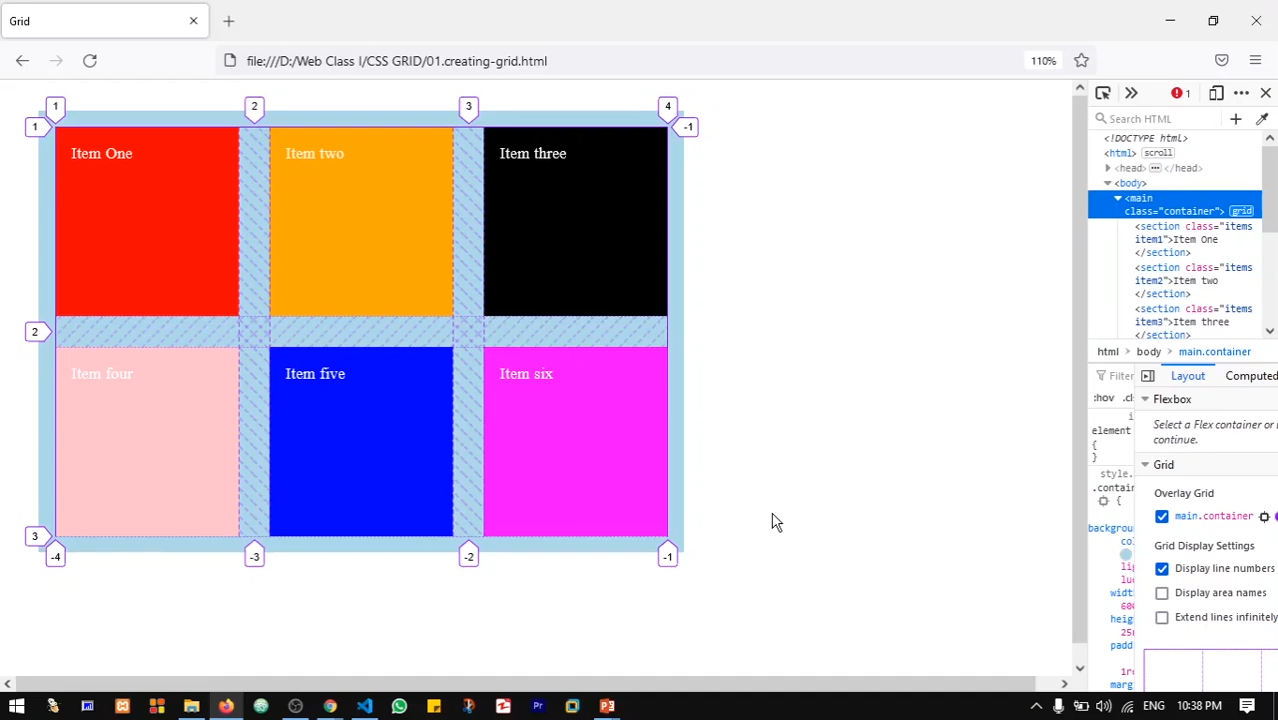 Grid
file:///D:/Web Class I/CSS GRID/01.creating-grid.html
110%
1
Search HTML
1 2 3 4
1 -1
Item One Item two Item three
2
Item four Item five Item six
3
-4 -3 -2 -1
<!DOCTYPE html>
<html> scroll
<head> ••• </head>
<body>
<main
class="container"> grid
<section class="items
item1">Item One
</section>
<section class="items
item2">Item two
</section>
<section class="items
item3">Item three
</section>
html body main.container
Filter Layout Computed
:hov .cl Flexbox
element Select a Flex container or
{ continue.
}
Grid
Overlay Grid
main.container
{
Grid Display Settings
Display line numbers
Display area names
Extend lines infinitely
ENG 10:38 PM